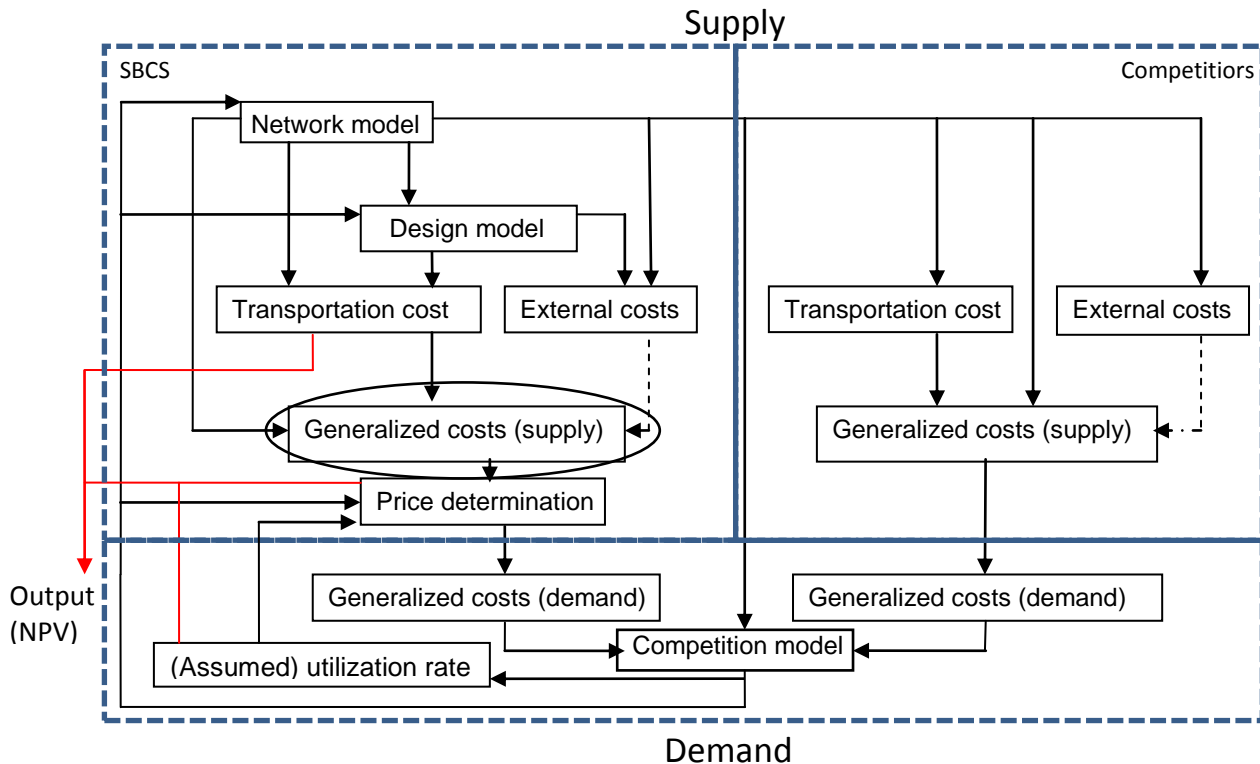 Supply
SBCS
Competitiors
Network model
Design model
Transportation cost
External costs
Transportation cost
External costs
Generalized costs (supply)
Generalized costs (supply)
Price determination
Output
(NPV)
Generalized costs (demand)
Generalized costs (demand)
Competition model
(Assumed) utilization rate
Demand